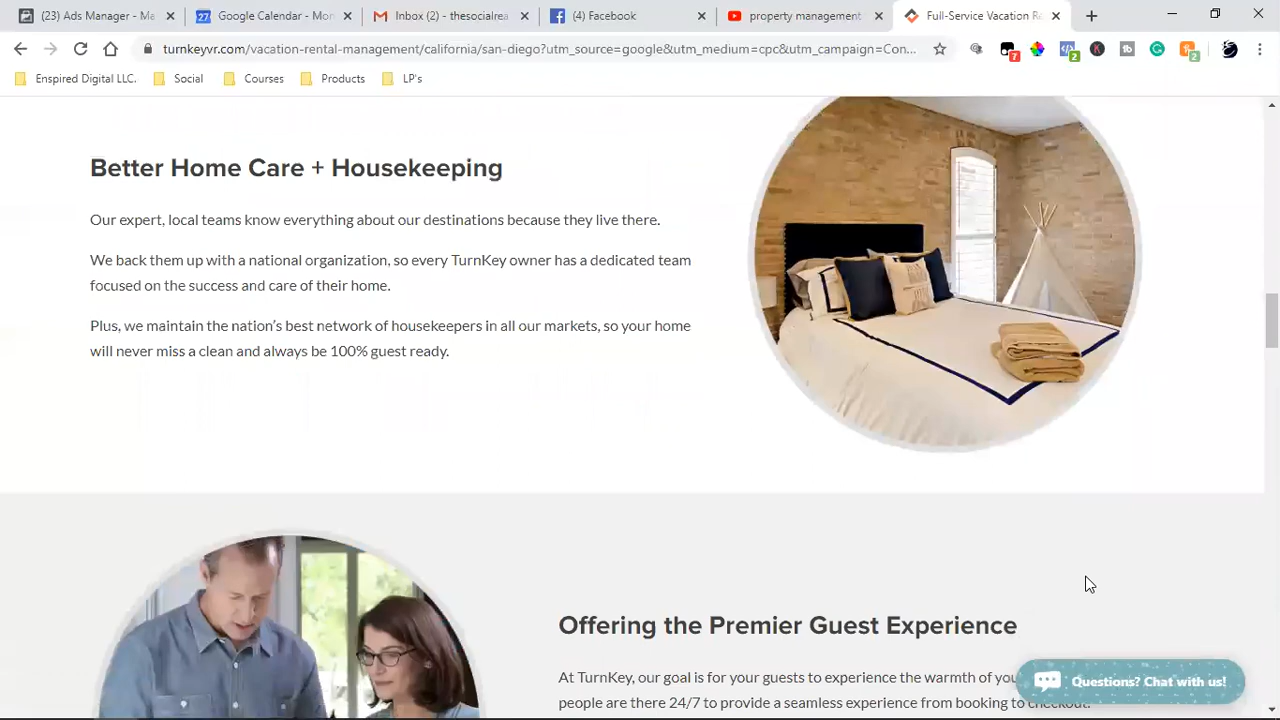 (23) Ads Manager - Ma
Google Calendar - Mon
Inbox (2) - thesocialrea
(4) Facebook
property management
Full-Service Vacation Re
turnkeyvr.com/vacation-rental-management/california/san-diego?utm_source=google&utm_medium=cpc&utm_campaign=Con...
7
2
K
tb
2
Enspired Digital LLC.
Social
Courses
Products
LP's
Better Home Care + Housekeeping
Our expert, local teams know everything about our destinations because they live there.
We back them up with a national organization, so every TurnKey owner has a dedicated team
focused on the success and care of their home.
Plus, we maintain the nation's best network of housekeepers in all our markets, so your home
will never miss a clean and always be 100% guest ready.
Offering the Premier Guest Experience
At TurnKey, our goal is for your guests to experience the warmth of
people are there 24/7 to provide a seamless experience from booking to checkout.
Questions? Chat with us!